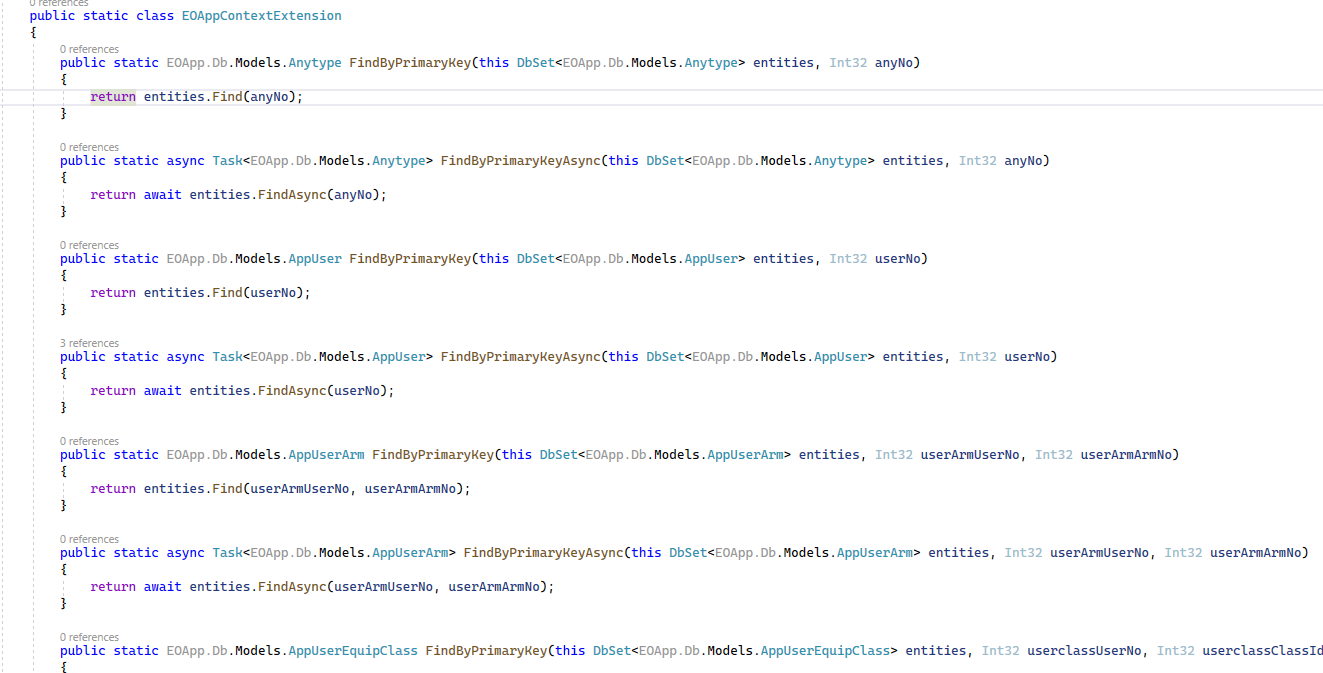 0 references
public static class EOAppContextExtension
{
0 references
public static EOApp.Db.Models.Anytype FindByPrimaryKey(this DbSet<EOApp.Db.Models.Anytype> entities, Int32 anyNo)
{
return entities.Find(anyNo);
}
0 references
public static async Task<EOApp.Db.Models.Anytype> FindByPrimaryKeyAsync(this DbSet<EOApp.Db.Models.Anytype> entities, Int32 anyNo)
{
return await entities.FindAsync(anyNo);
}
0 references
public static EOApp.Db.Models.AppUser FindByPrimaryKey(this DbSet<EOApp.Db.Models.AppUser> entities, Int32 userNo)
{
return entities.Find(userNo);
}
3 references
public static async Task<EOApp.Db.Models.AppUser> FindByPrimaryKeyAsync(this DbSet<EOApp.Db.Models.AppUser> entities, Int32 userNo)
{
return await entities.FindAsync(userNo);
}
0 references
public static EOApp.Db.Models.AppUserArm FindByPrimaryKey(this DbSet<EOApp.Db.Models.AppUserArm> entities, Int32 userArmUserNo, Int32 userArmArmNo)
{
return entities.Find(userArmUserNo, userArmArmNo);
}
0 references
public static async Task<EOApp.Db.Models.AppUserArm> FindByPrimaryKeyAsync(this DbSet<EOApp.Db.Models.AppUserArm> entities, Int32 userArmUserNo, Int32 userArmArmNo)
{
return await entities.FindAsync(userArmUserNo, userArmArmNo);
}
0 references
public static EOApp.Db.Models.AppUserEquipClass FindByPrimaryKey(this DbSet<EOApp.Db.Models.AppUserEquipClass> entities, Int32 userclassUserNo, Int32 userclassClassId
{